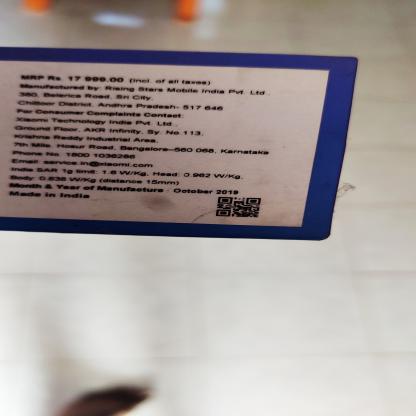 MRP Rs. 17 999.00 (Incl. of all taxes)
Manufactured by: Rising Stars Mobile India Pvt. Ltd.,
380, Belerica Road, Sri City,
Chittoor District, Andhra Pradesh- 517 646
For Consumer Complaints Contact:
Xiaomi Technology India Pvt. Ltd.,
Ground Floor, AKR Infinity, Sy. No 113,
Krishna Reddy Industrial Area,
7th Mile, Hosur Road, Bangalore-560 068, Karnataka
Phone No. 1800 1036286
Email: service.in@xiaomi.com
India SAR 1g limit: 1.6 W/Kg, Head: 0.962 W/Kg,
Body: 0.838 W/Kg (distance 15mm)
Month & Year of Manufacture : October 2019
Made in India